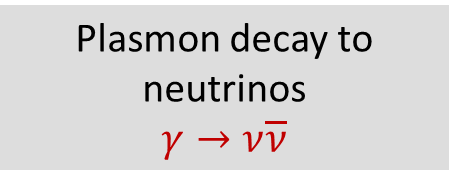 Plasmon decay to
neutrinos
γ → νν̅